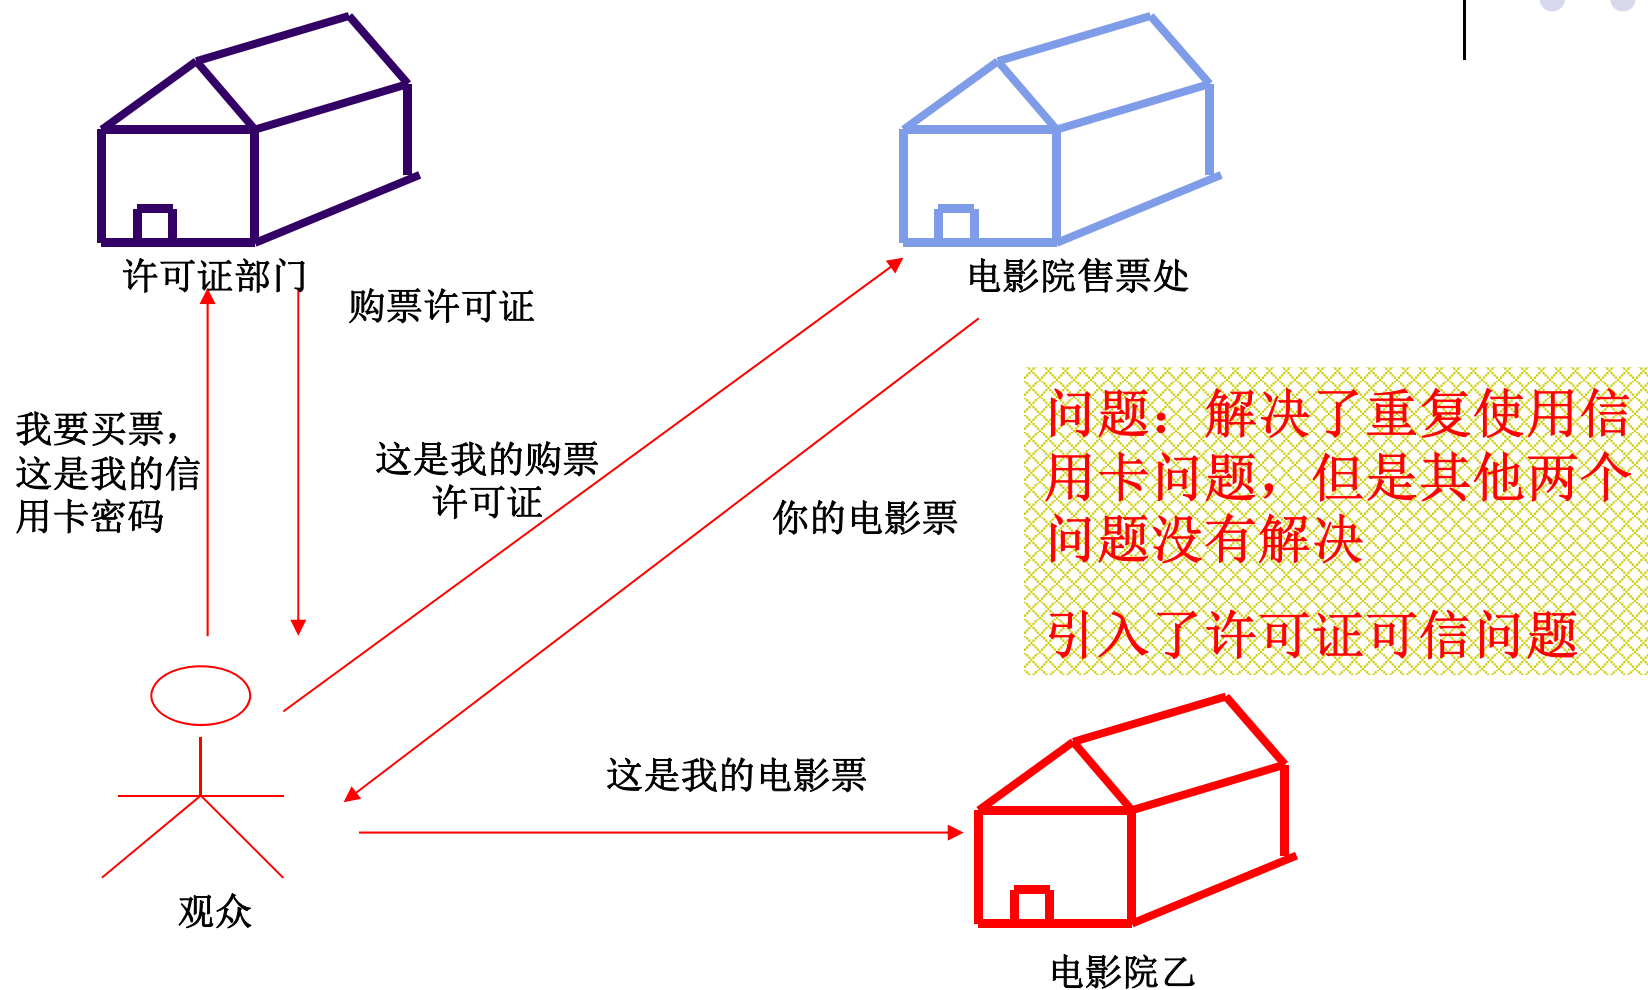 许可证部门
电影院售票处
购票许可证
我要买票，
这是我的信
用卡密码
这是我的购票
许可证
你的电影票
问题：解决了重复使用信
用卡问题，但是其他两个
问题没有解决
引入了许可证可信问题
这是我的电影票
观众
电影院乙